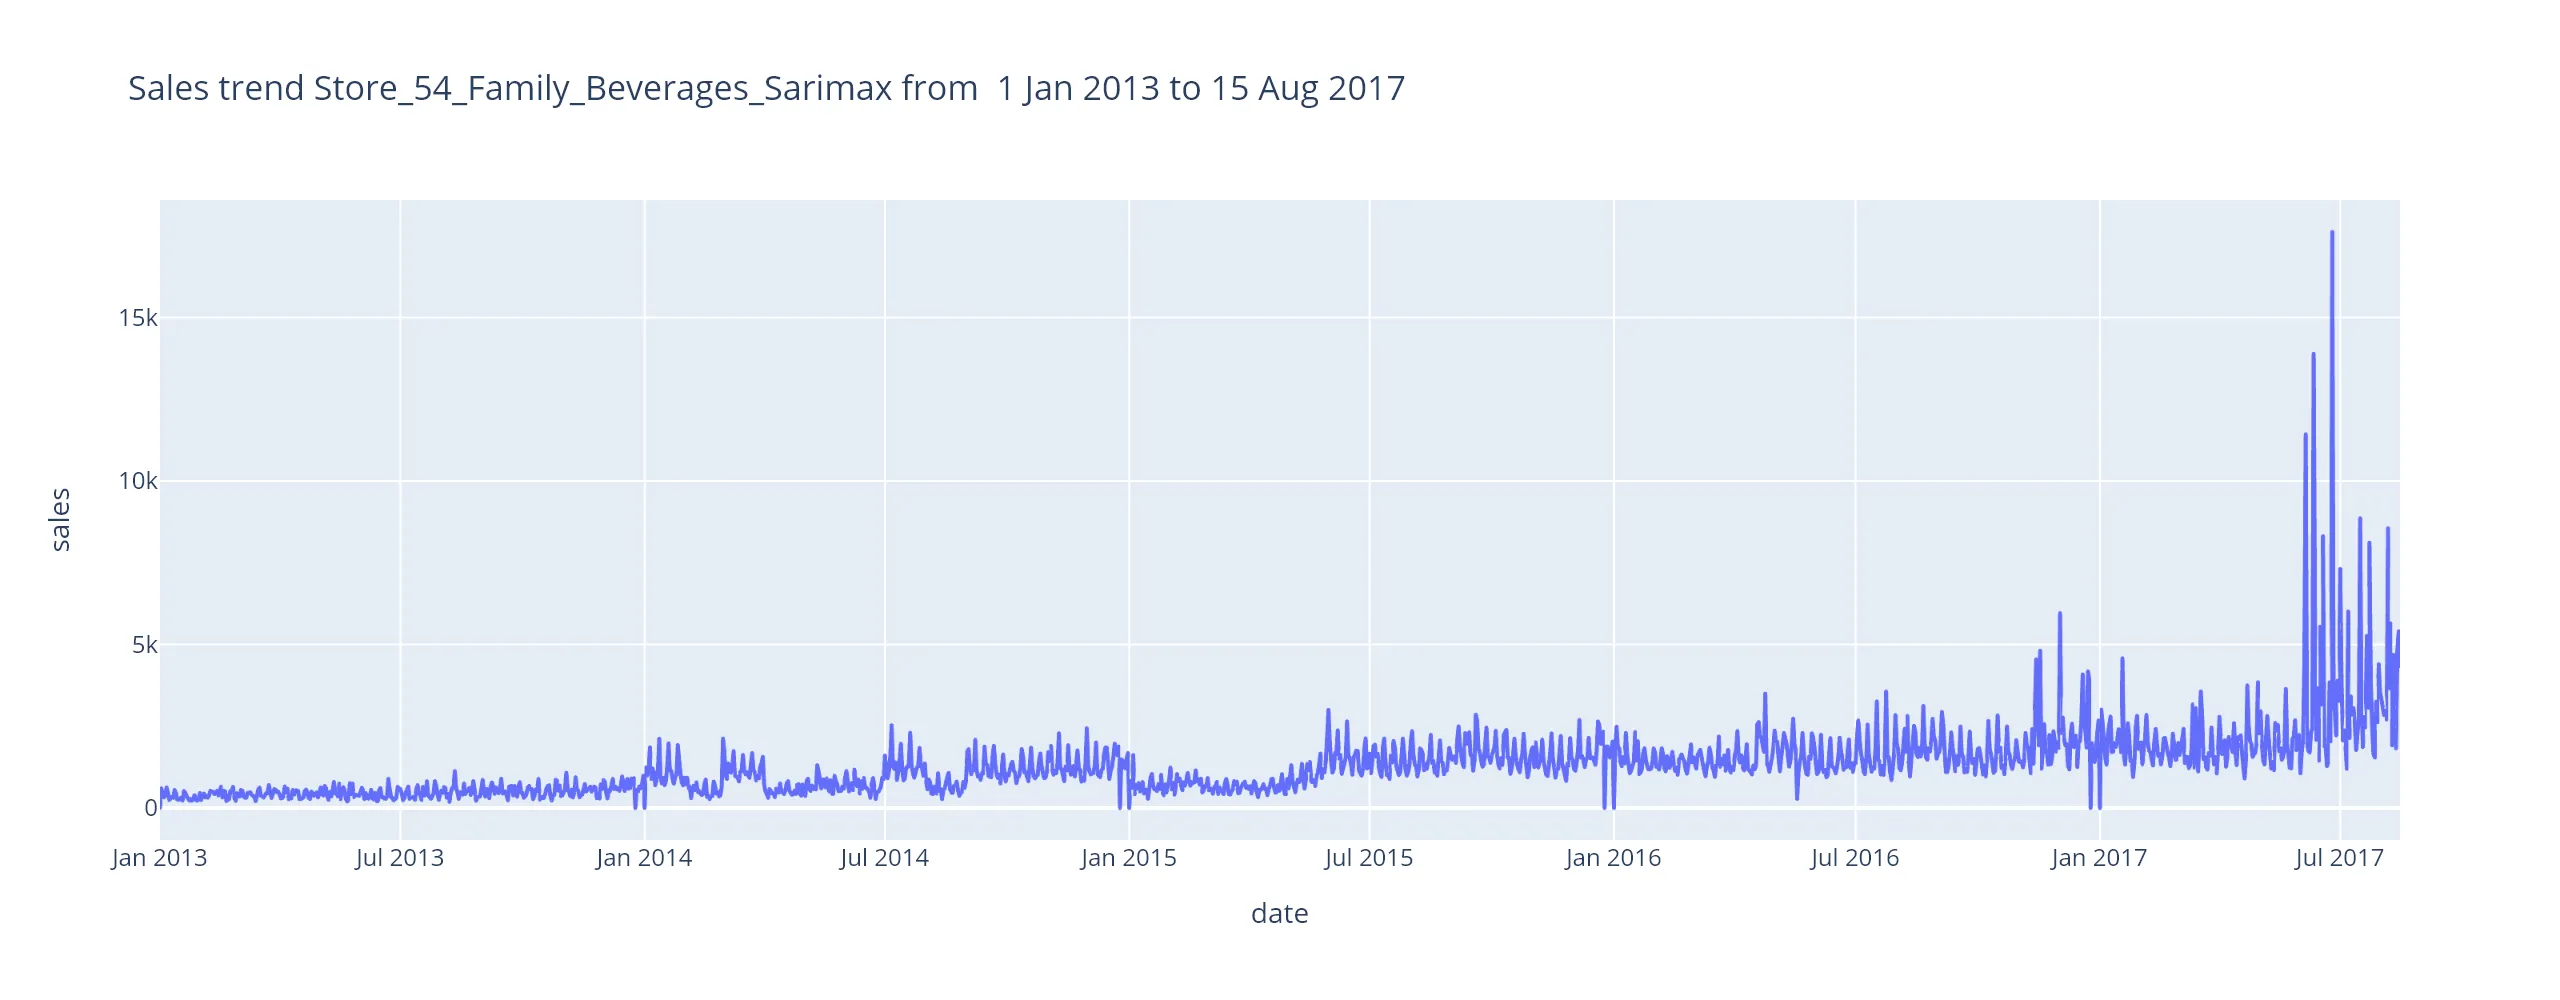 Sales trend Store_54_Family_Beverages_Sarimax from  1 Jan 2013 to 15 Aug 2017
sales
15k
10k
5k
0
Jan 2013 Jul 2013 Jan 2014 Jul 2014 Jan 2015 Jul 2015 Jan 2016 Jul 2016 Jan 2017 Jul 2017
date